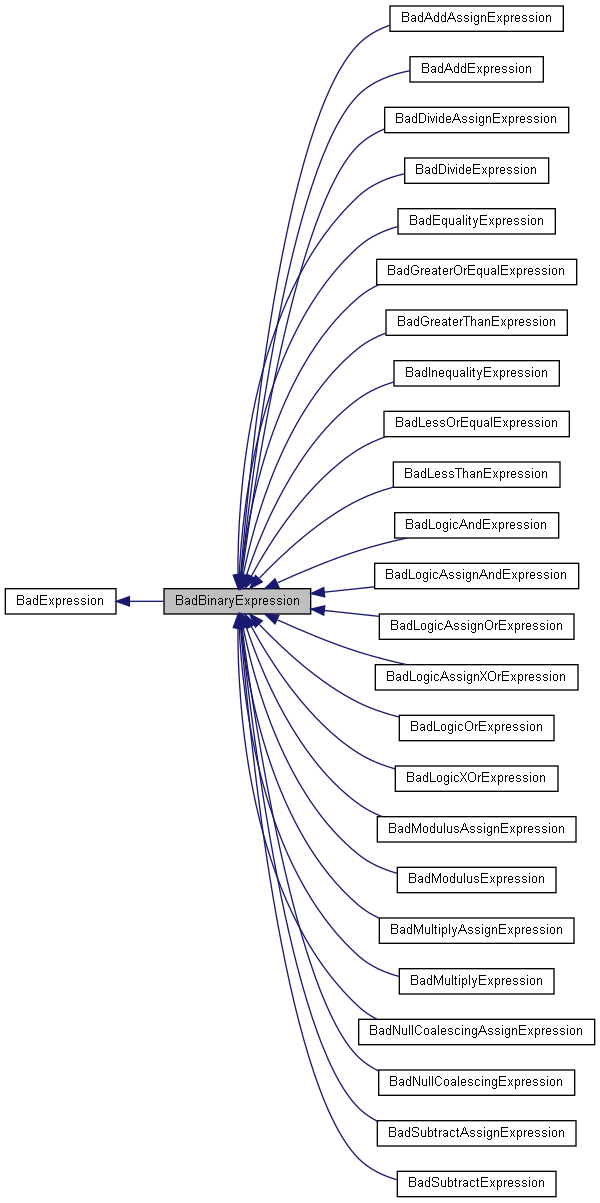 BadAddAssignExpression
BadAddExpression
BadDivideAssignExpression
BadDivideExpression
BadEqualityExpression
BadGreaterOrEqualExpression
BadGreaterThanExpression
BadInequalityExpression
BadLessOrEqualExpression
BadLessThanExpression
BadLogicAndExpression
BadLogicAssignAndExpression
BadExpression
BadBinaryExpression
BadLogicAssignOrExpression
BadLogicAssignXOrExpression
BadLogicOrExpression
BadLogicXOrExpression
BadModulusAssignExpression
BadModulusExpression
BadMultiplyAssignExpression
BadMultiplyExpression
BadNullCoalescingAssignExpression
BadNullCoalescingExpression
BadSubtractAssignExpression
BadSubtractExpression